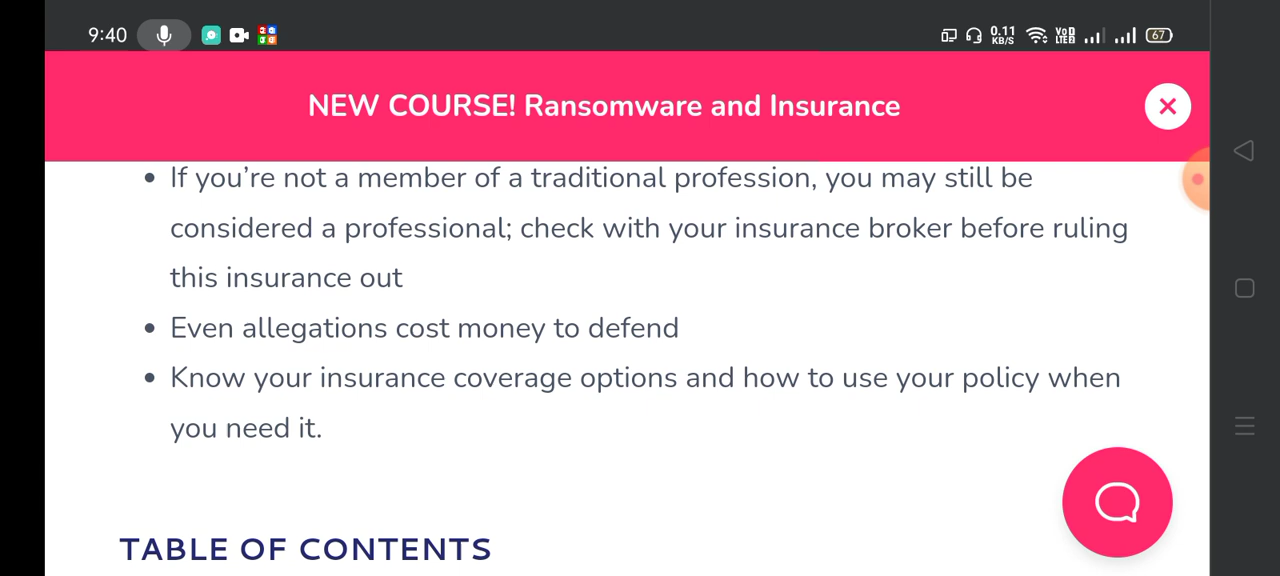 9:40
0.11
KB/S
VoD
LTE2
67
NEW COURSE! Ransomware and Insurance
If you’re not a member of a traditional profession, you may still be
considered a professional; check with your insurance broker before ruling
this insurance out
Even allegations cost money to defend
Know your insurance coverage options and how to use your policy when
you need it.
TABLE OF CONTENTS